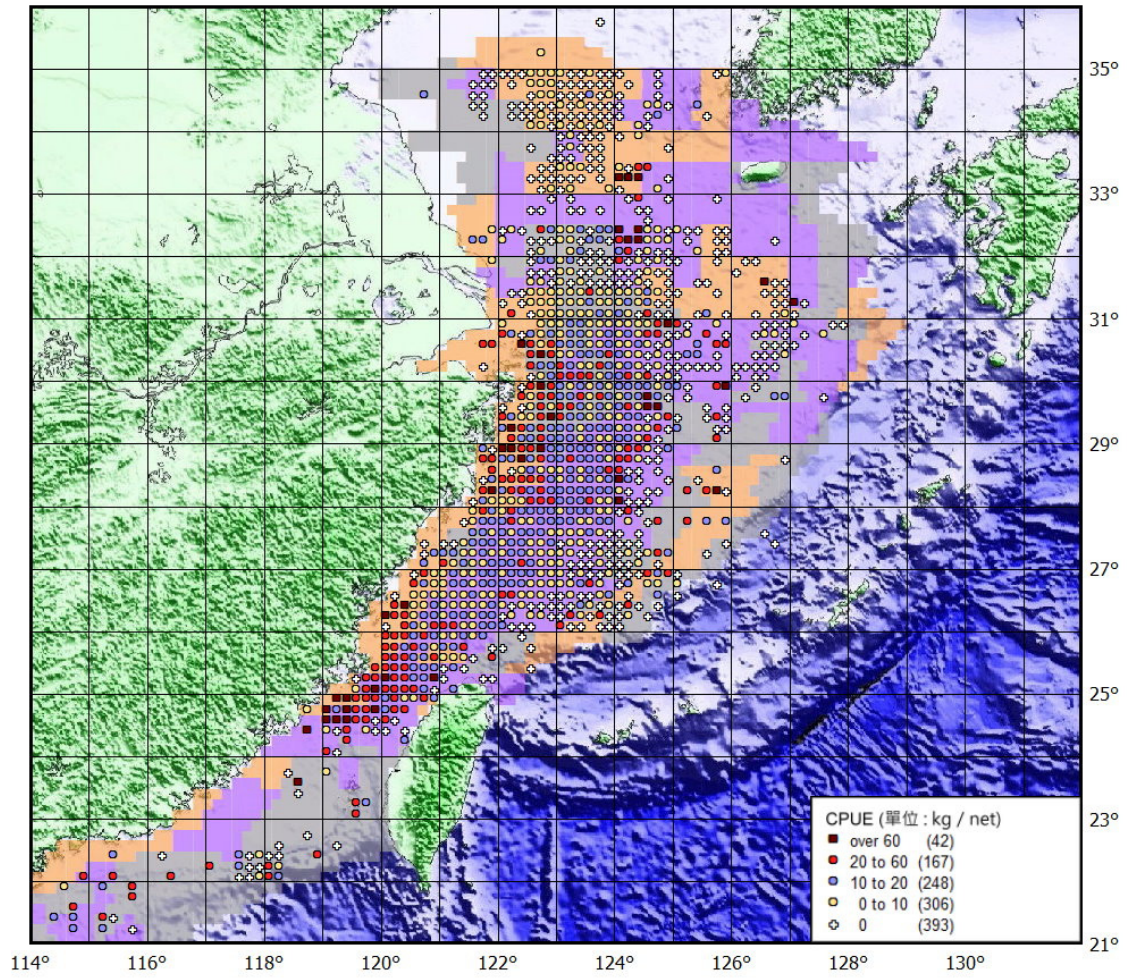 35°
33°
31°
29°
27°
25°
CPUE (單位 : kg / net)
over 60 (42)
20 to 60 (167)
10 to 20 (248)
0 to 10 (306)
0 (393)
23°
21°
114° 116° 118° 120° 122° 124° 126° 128° 130°